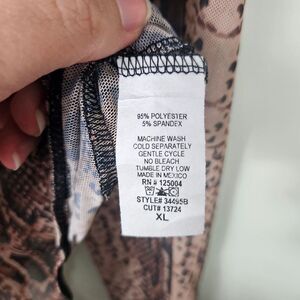 95% POLYESTER
5% SPANDEX
MACHINE WASH
COLD SEPARATELY
GENTLE CYCLE
NO BLEACH
TUMBLE DRY LOW
MADE IN MEXICO
RN # 125004
STYLE# 34495B
CUT# 13724
XL